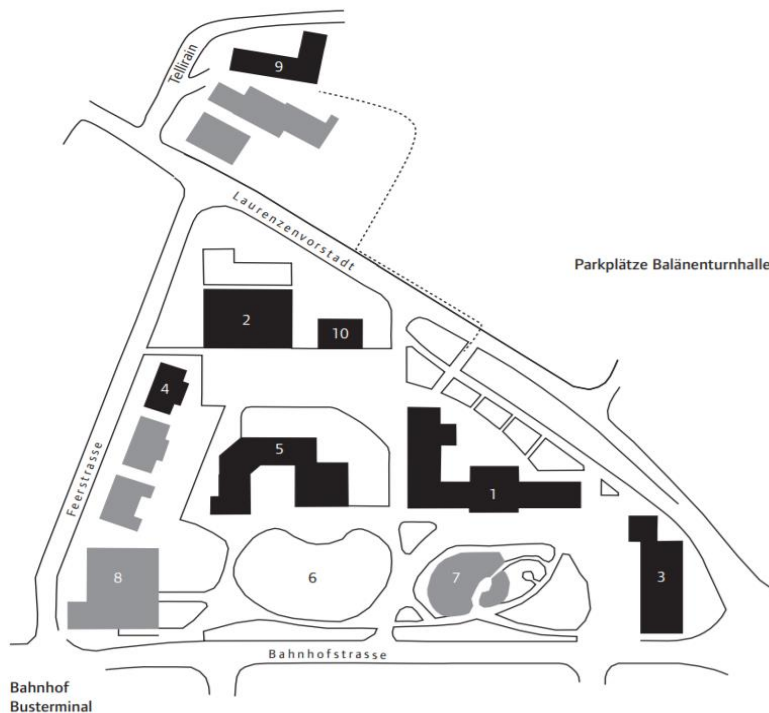 9
Tellirain
Laurenzenvorstadt
Parkplätze Balänenturnhalle
2
10
4
5
1
Feerstrasse
8
6
7
3
Bahnhofstrasse
Bahnhof
Busterminal